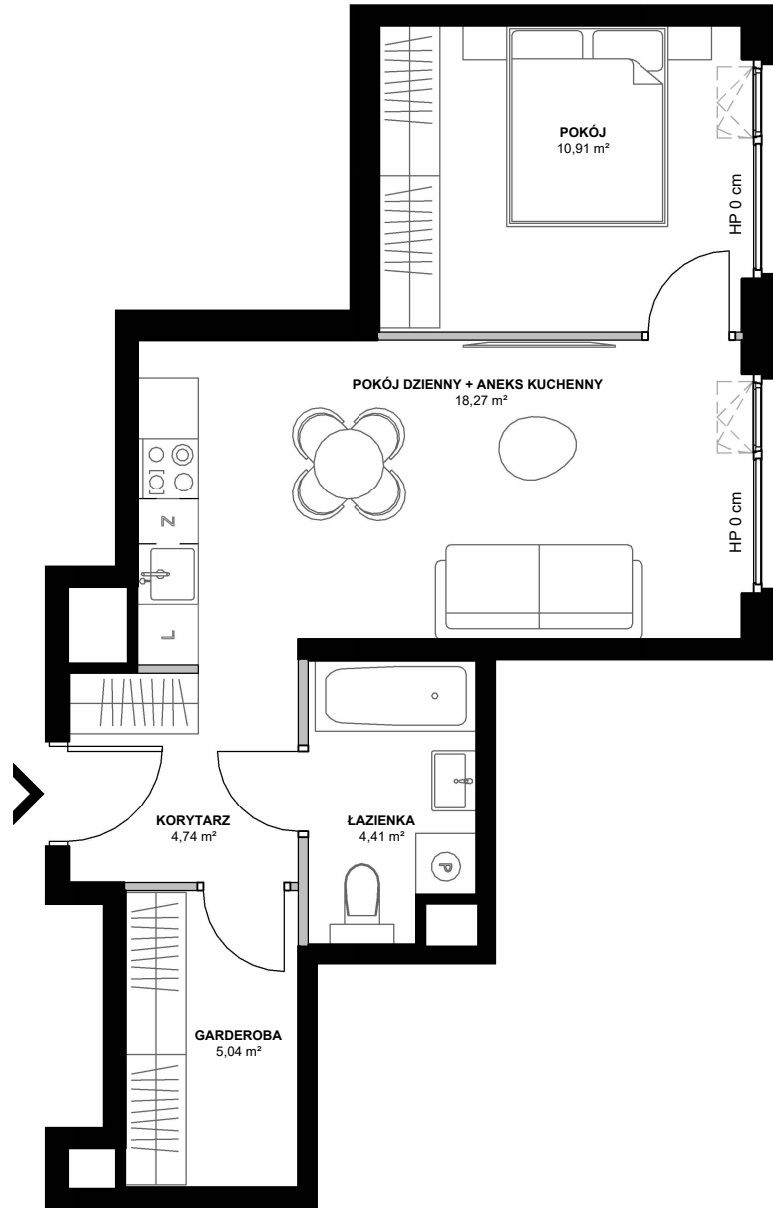 POKÓJ
10,91 m²
HP 0 cm
POKÓJ DZIENNY + ANEKS KUCHENNY
18,27 m²
HP 0 cm
Z
L
KORYTARZ
4,74 m²
ŁAZIENKA
4,41 m²
P
GARDEROBA
5,04 m²